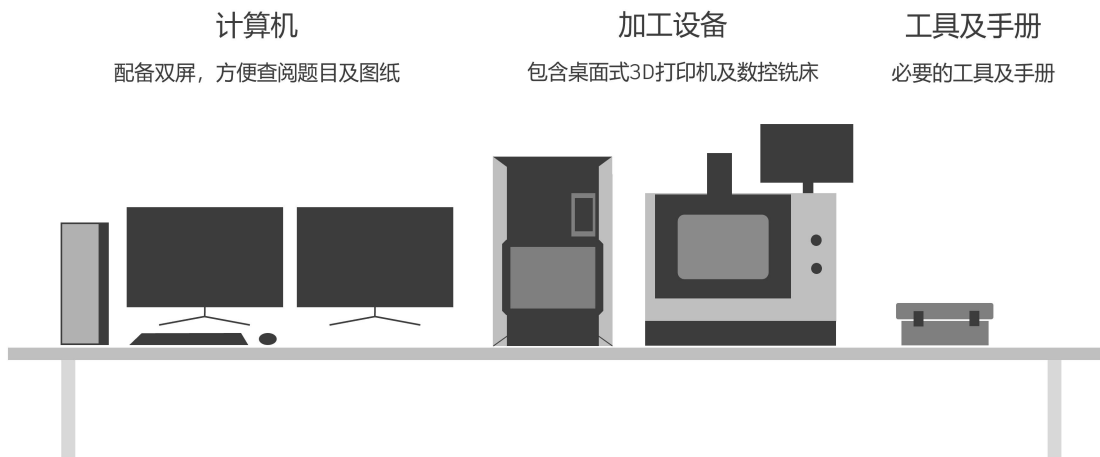 计算机
配备双屏，方便查阅题目及图纸
加工设备
包含桌面式3D打印机及数控铣床
工具及手册
必要的工具及手册